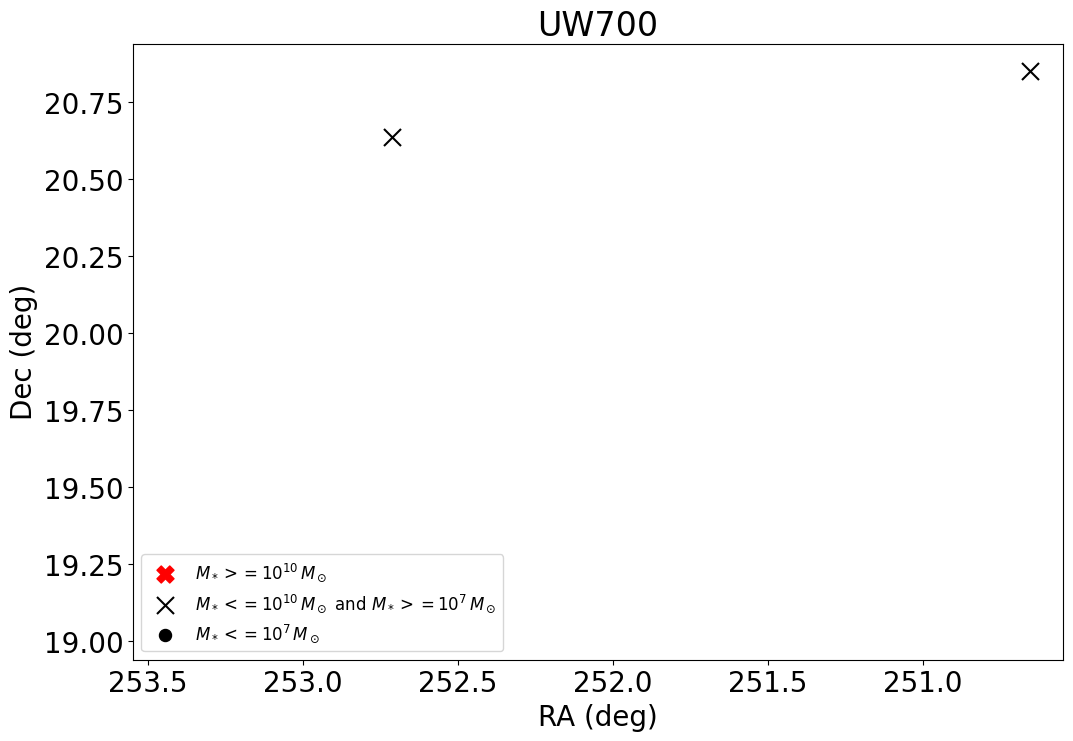 UW700
20.75
20.50
20.25
20.00
19.75
19.50
19.25
19.00
Dec (deg)
M* >= 10^10 M⊙
M* <= 10^10 M⊙ and M* >= 10^7 M⊙
M* <= 10^7 M⊙
253.5 253.0 252.5 252.0 251.5 251.0
RA (deg)